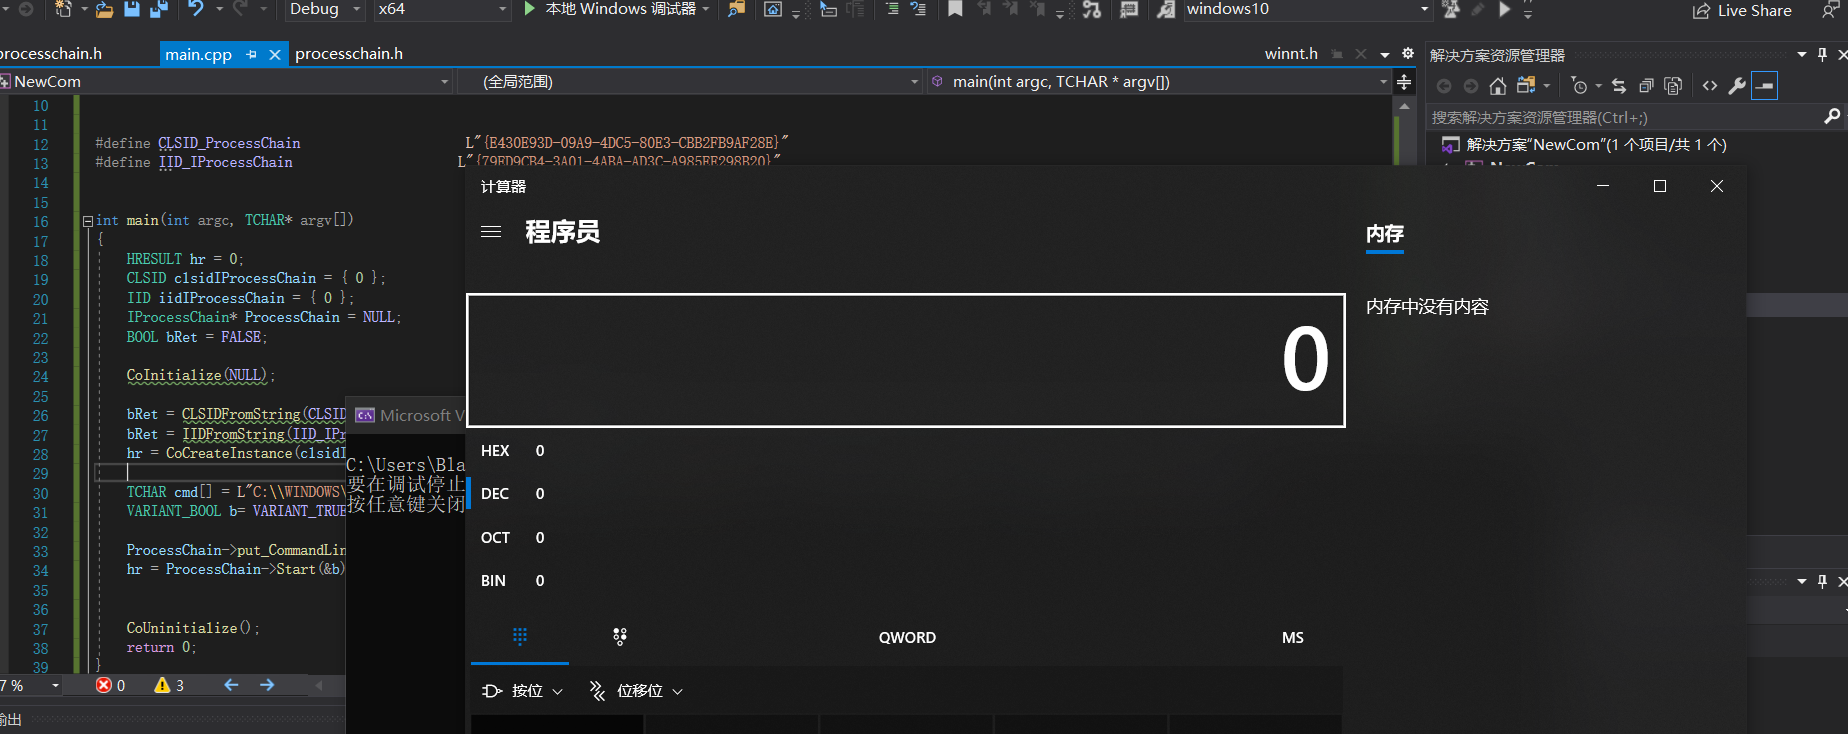 Debug x64 本地 Windows 调试器 windows10 Live Share
main.cpp processchain.h winnt.h 解决方案资源管理器
NewCom (全局范围) main(int argc, TCHAR * argv[])
搜索解决方案资源管理器(Ctrl+;)
解决方案"NewCom"(1 个项目/共 1 个)
10
11
12 #define CLSID_ProcessChain L"{E430E93D-09A9-4DC5-80E3-CBB2FB9AF28E}"
13 #define IID_IProcessChain L"{79ED9CB4-3A01-4ABA-AD3C-A985EE298B20}"
14
15
16 int main(int argc, TCHAR* argv[])
17 {
18 HRESULT hr = 0;
19 CLSID clsidIProcessChain = { 0 };
20 IID iidIProcessChain = { 0 };
21 IProcessChain* ProcessChain = NULL;
22 BOOL bRet = FALSE;
23
24 CoInitialize(NULL);
25
26 bRet = CLSIDFromString(CLSID
27 bRet = IIDFromString(IID_IPr
28 hr = CoCreateInstance(clsidI
29
30 TCHAR cmd[] = L"C:\\WINDOWS\
31 VARIANT_BOOL b= VARIANT_TRUE
32
33 ProcessChain->put_CommandLin
34 hr = ProcessChain->Start(&b)
35
36
37 CoUninitialize();
38 return 0;
39 }
7 % 0 3
Microsoft V
C:\Users\Bla
要在调试停止
按任意键关闭
计算器
程序员
内存
0
内存中没有内容
HEX 0
DEC 0
OCT 0
BIN 0
QWORD MS
按位 位移位